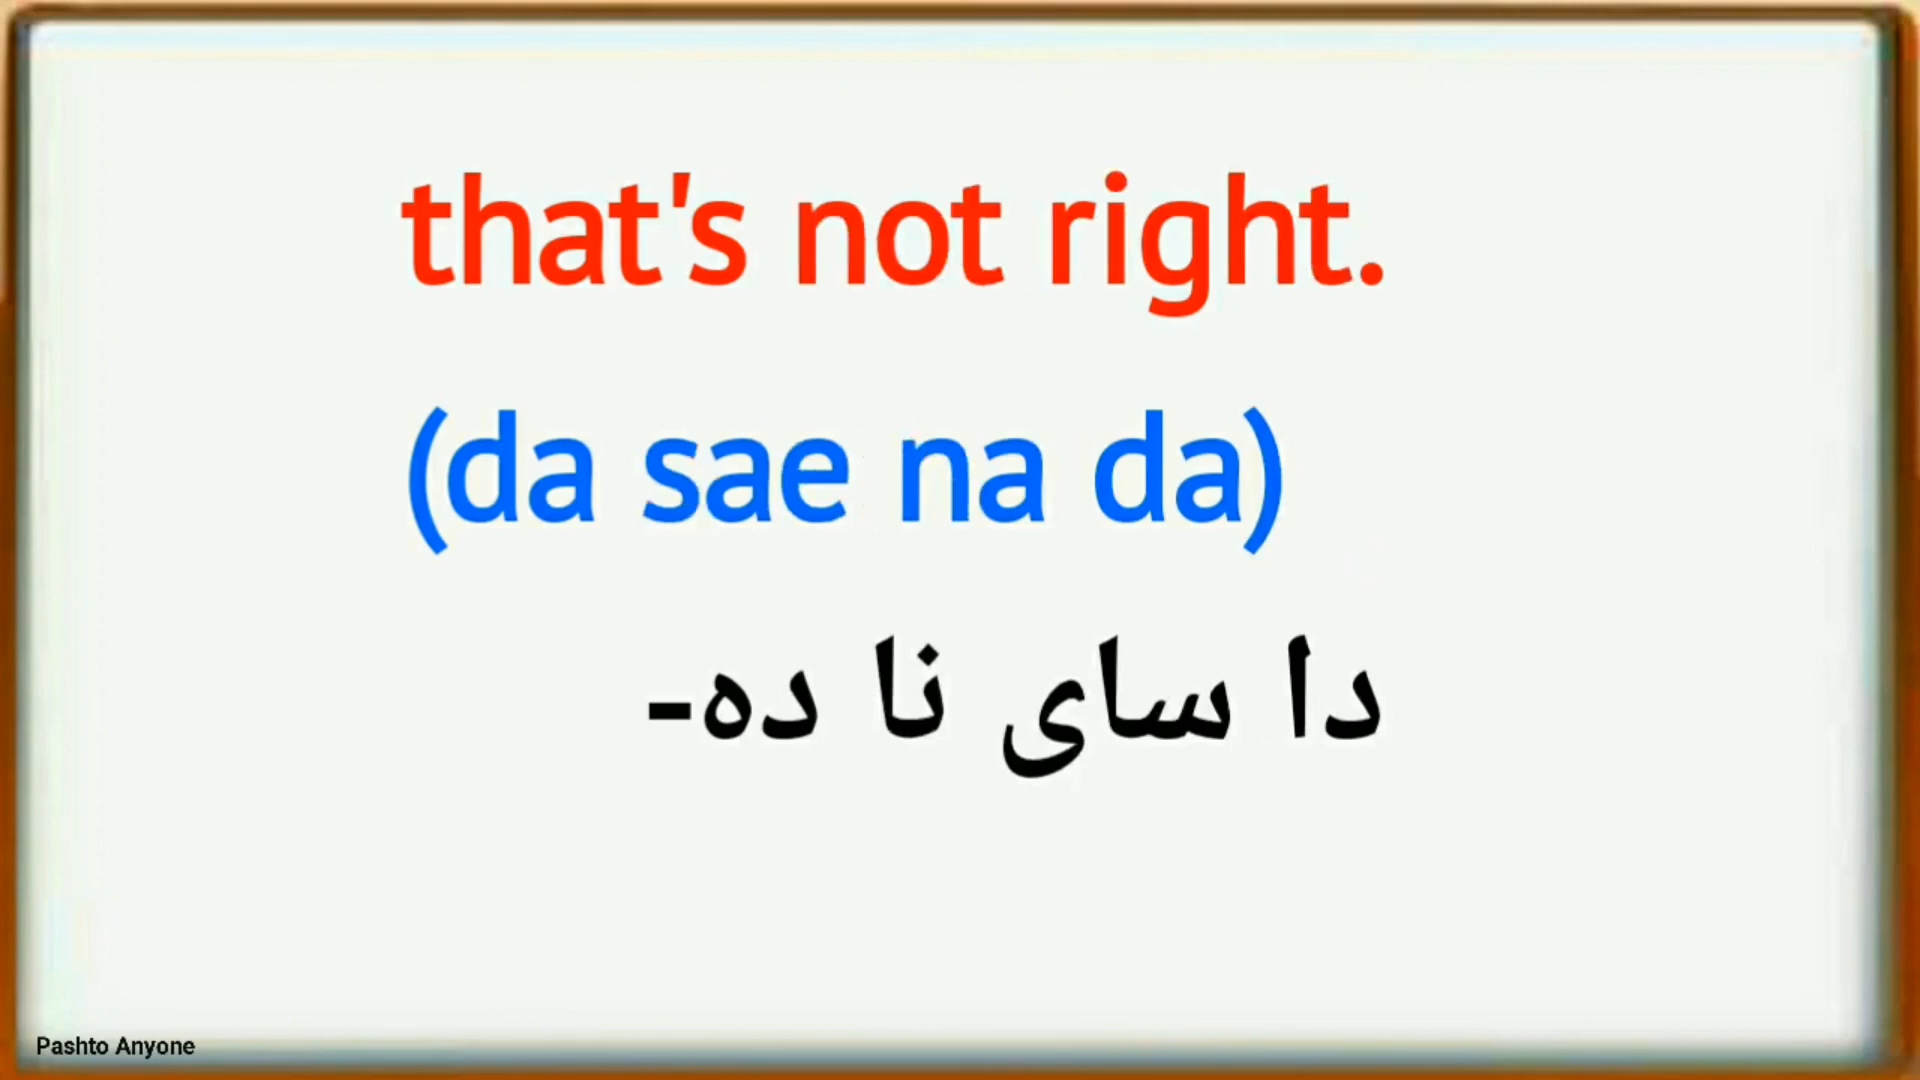 that's not right.
(da sae na da)
دا سای نا ده-
Pashto Anyone